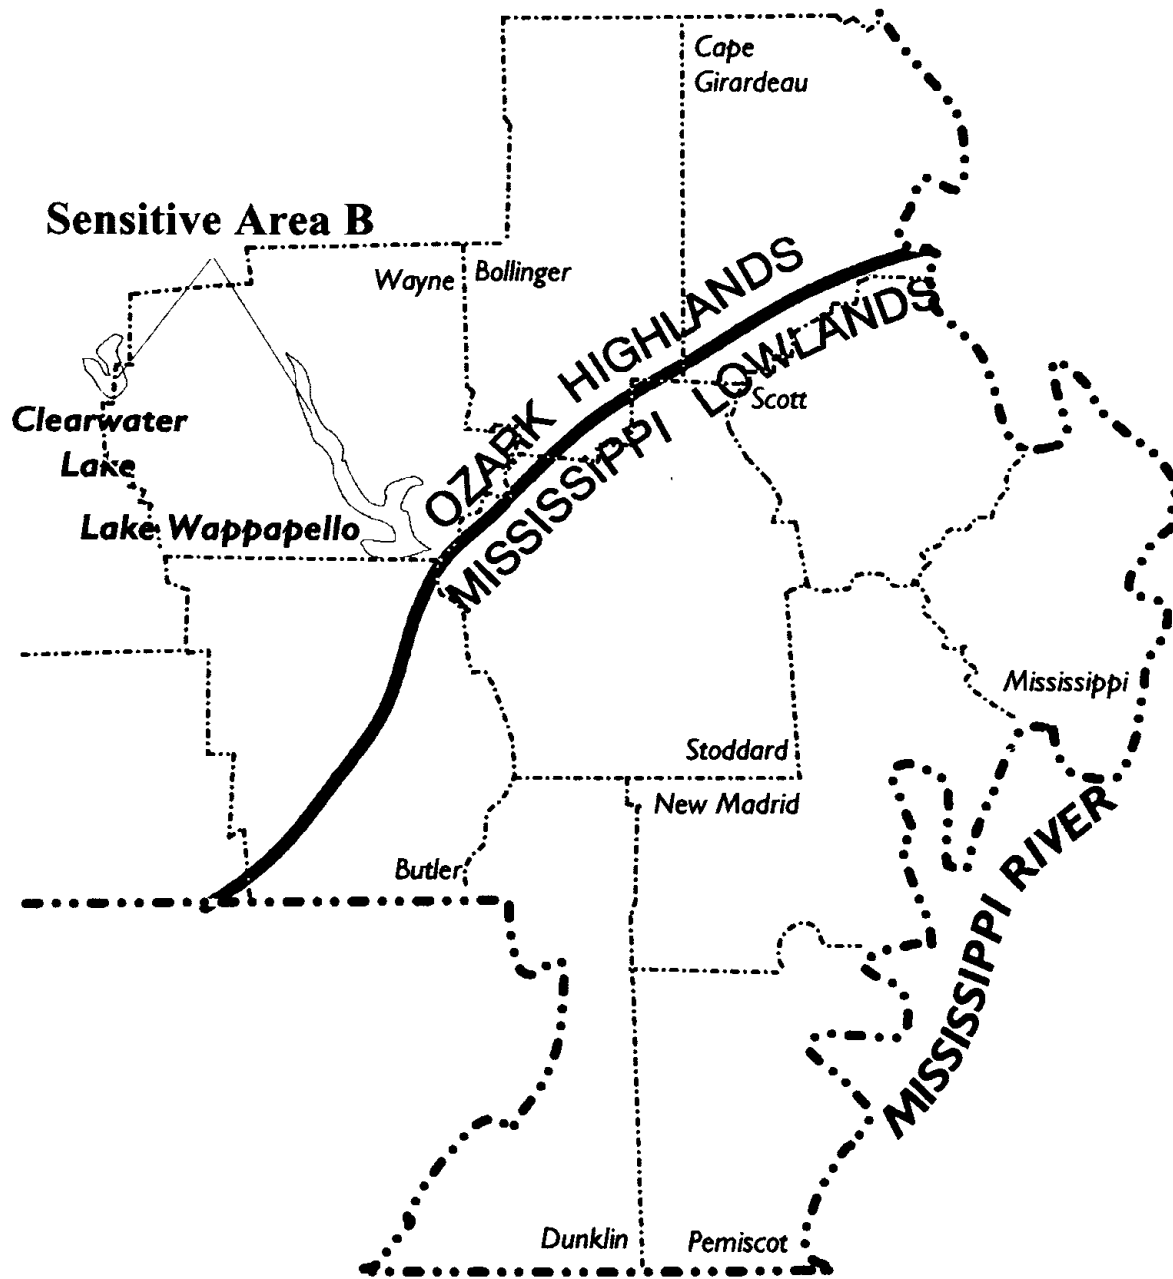 Cape
Girardeau
Sensitive Area B
Wayne
Bollinger
OZARK HIGHLANDS
MISSISSIPPI LOWLANDS
Scott
Clearwater
Lake
Lake Wappapello
Mississippi
Stoddard
New Madrid
Butler
MISSISSIPPI RIVER
Dunklin
Pemiscot